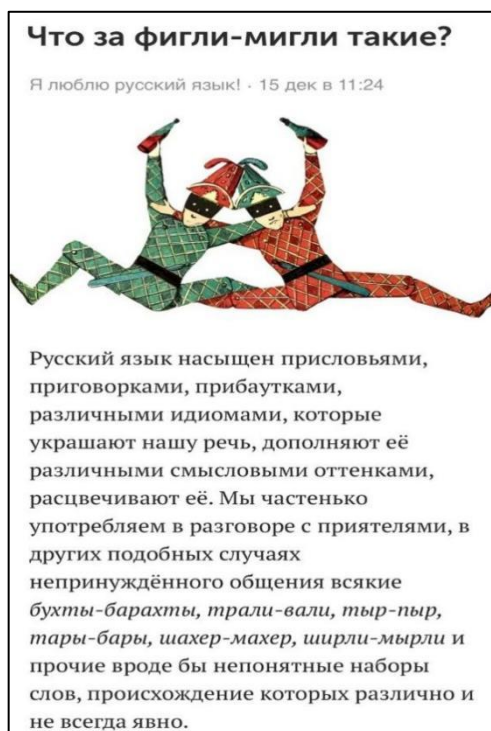 Что за фигли-мигли такие?
Я люблю русский язык! · 15 дек в 11:24
Русский язык насыщен присловьями,
приговорками, прибаутками,
различными идиомами, которые
украшают нашу речь, дополняют её
различными смысловыми оттенками,
расцвечивают её. Мы частенько
употребляем в разговоре с приятелями, в
других подобных случаях
непринуждённого общения всякие
бухты-барахты, трали-вали, тыр-пыр,
тары-бары, шахер-махер, ширли-мырли и
прочие вроде бы непонятные наборы
слов, происхождение которых различно и
не всегда явно.